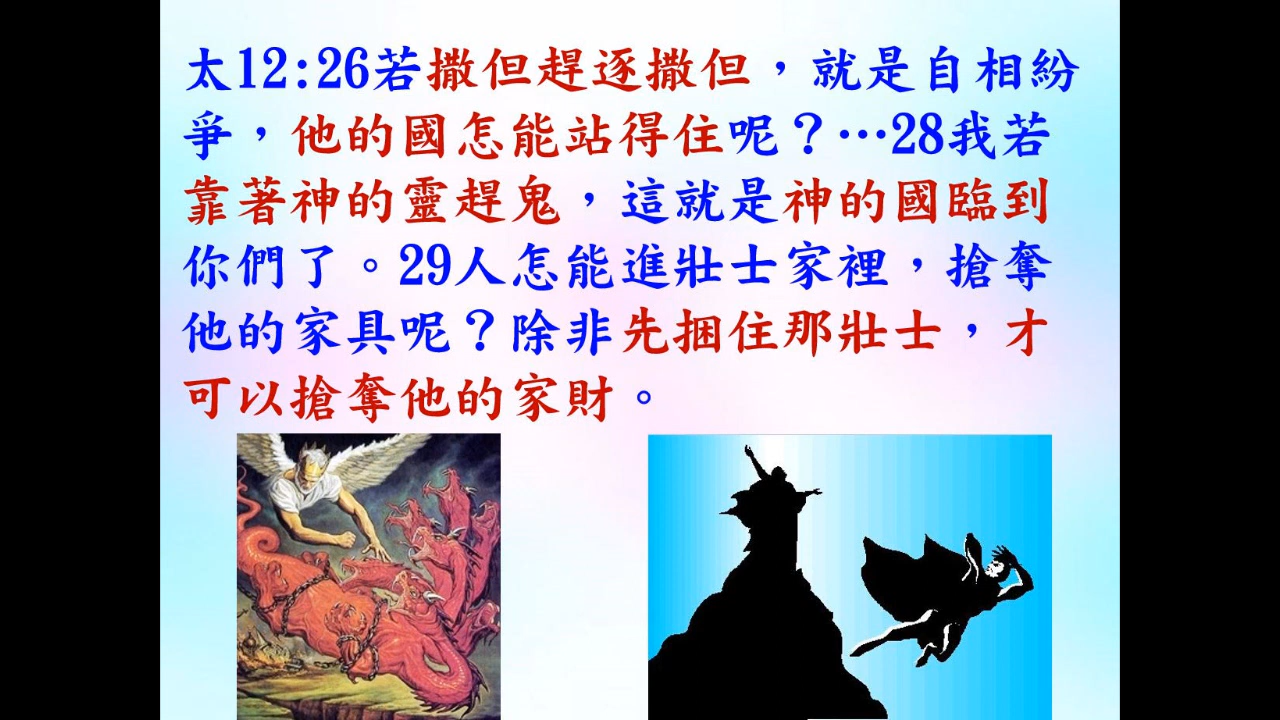 太12:26若撒但趕逐撒但，就是自相紛
爭，他的國怎能站得住呢？…28我若
靠著神的靈趕鬼，這就是神的國臨到
你們了。29人怎能進壯士家裡，搶奪
他的家具呢？除非先捆住那壯士，才
可以搶奪他的家財。